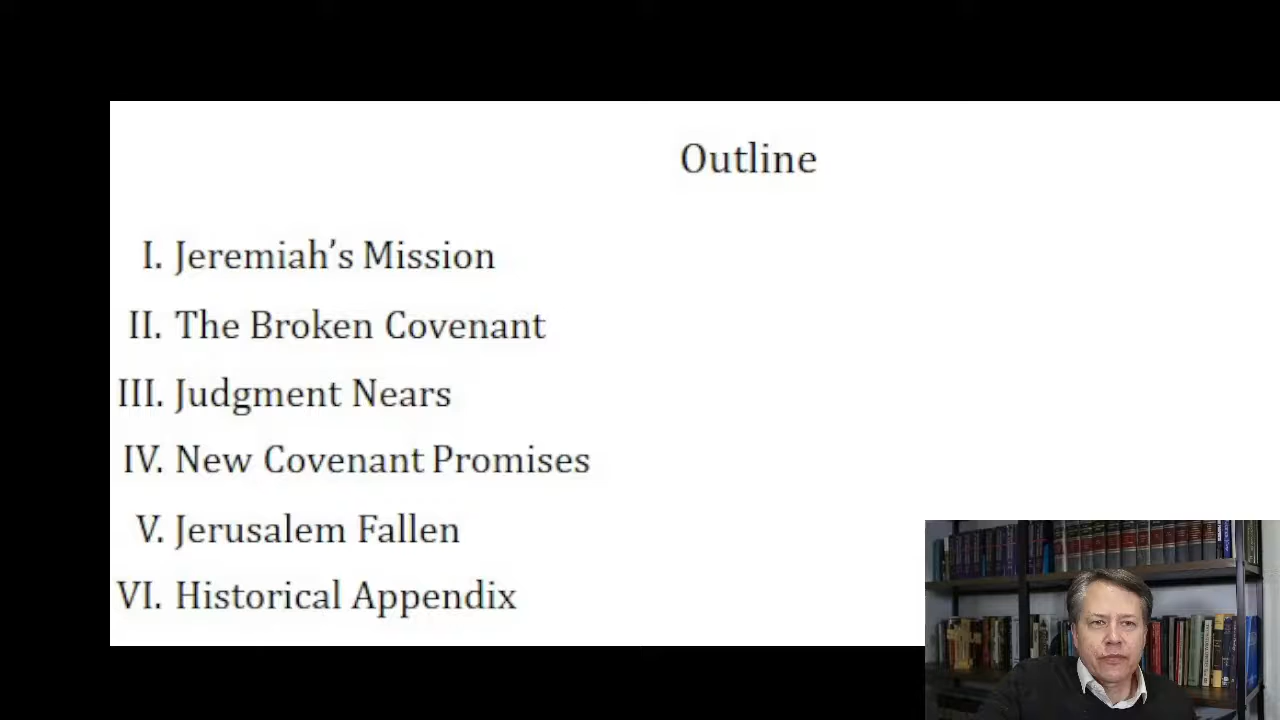 Outline
I. Jeremiah’s Mission
II. The Broken Covenant
III. Judgment Nears
IV. New Covenant Promises
V. Jerusalem Fallen
VI. Historical Appendix